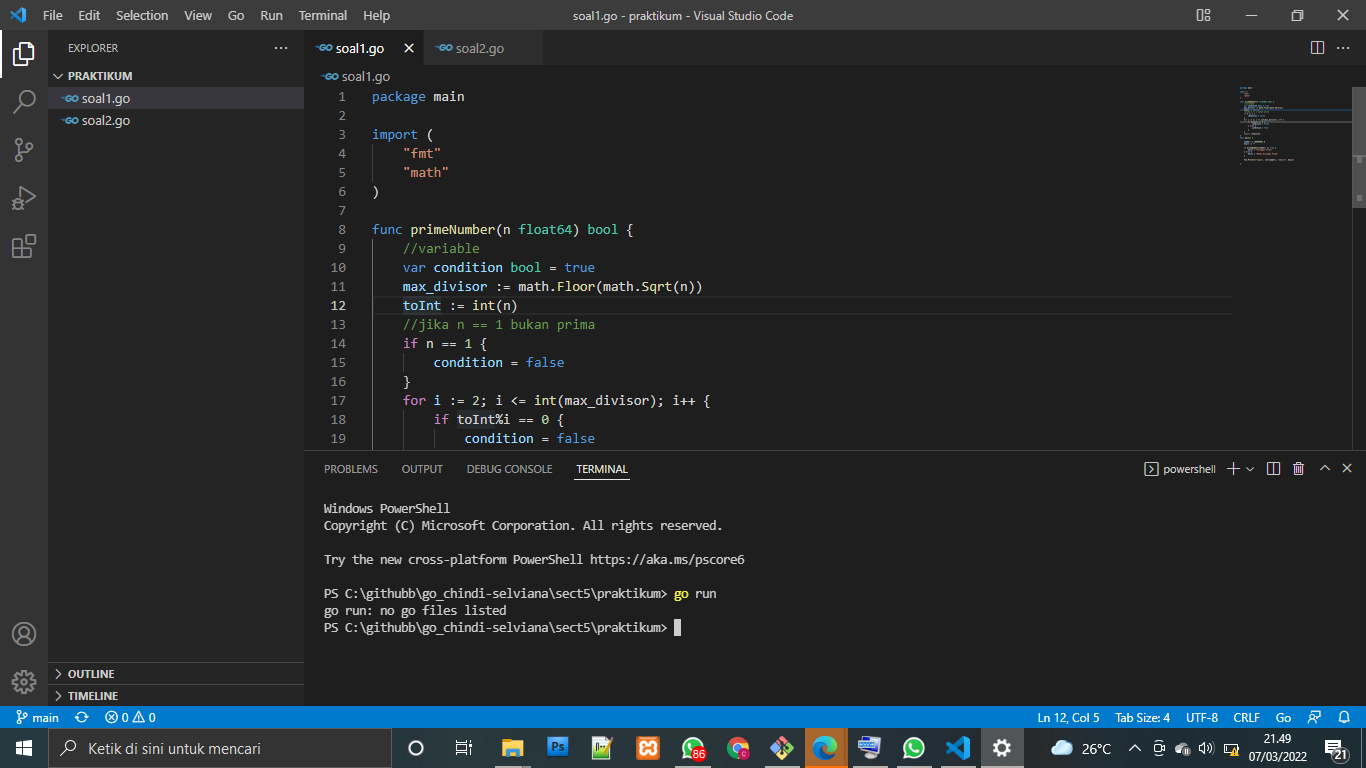 File Edit Selection View Go Run Terminal Help
soal1.go - praktikum - Visual Studio Code
EXPLORER
PRAKTIKUM
soal1.go
soal2.go
OUTLINE
TIMELINE
soal1.go
soal2.go
soal1.go
1 package main
2
3 import (
4 "fmt"
5 "math"
6 )
7
8 func primeNumber(n float64) bool {
9 //variable
10 var condition bool = true
11 max_divisor := math.Floor(math.Sqrt(n))
12 toInt := int(n)
13 //jika n == 1 bukan prima
14 if n == 1 {
15 condition = false
16 }
17 for i := 2; i <= int(max_divisor); i++ {
18 if toInt%i == 0 {
19 condition = false
PROBLEMS OUTPUT DEBUG CONSOLE TERMINAL
powershell
Windows PowerShell
Copyright (C) Microsoft Corporation. All rights reserved.
Try the new cross-platform PowerShell https://aka.ms/pscore6
PS C:\githubb\go_chindi-selviana\sect5\praktikum> go run
go run: no go files listed
PS C:\githubb\go_chindi-selviana\sect5\praktikum>
main 0 0
Ln 12, Col 5 Tab Size: 4 UTF-8 CRLF Go
Ketik di sini untuk mencari
Ps
86
26°C
21.49
07/03/2022
21